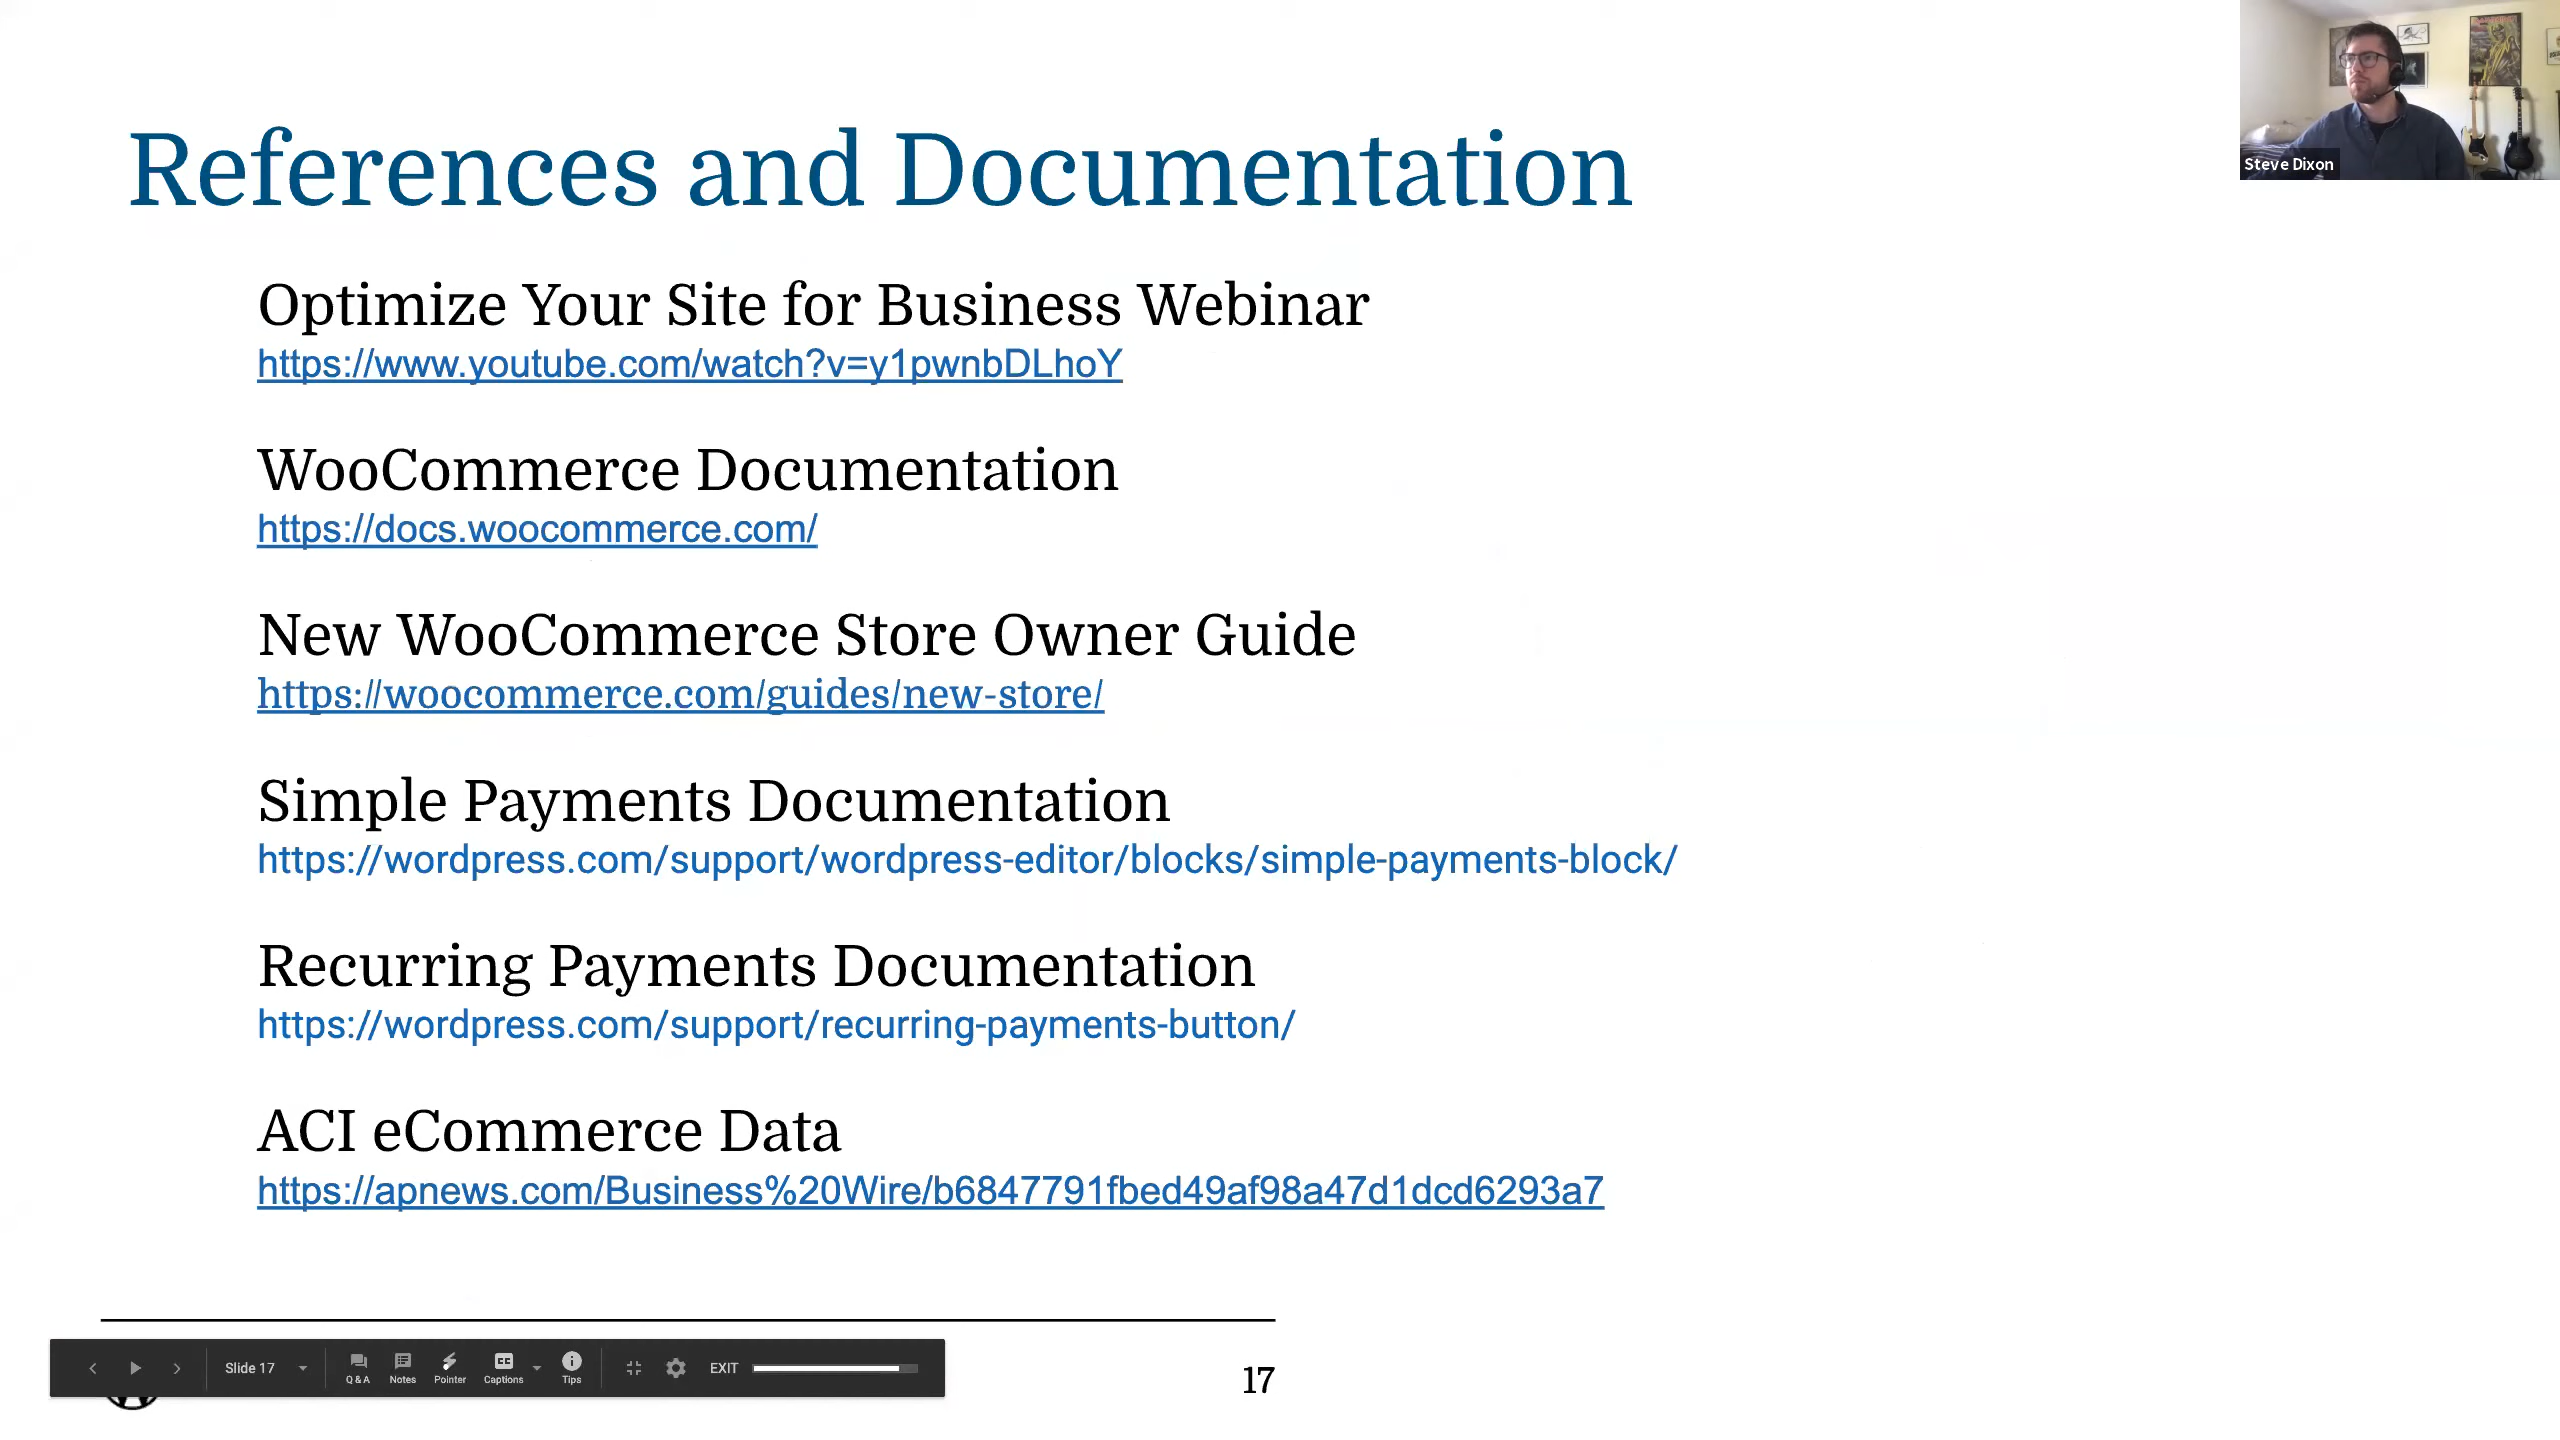 References and Documentation
Steve Dixon
Optimize Your Site for Business Webinar
https://www.youtube.com/watch?v=y1pwnbDLhoY
WooCommerce Documentation
https://docs.woocommerce.com/
New WooCommerce Store Owner Guide
https://woocommerce.com/guides/new-store/
Simple Payments Documentation
https://wordpress.com/support/wordpress-editor/blocks/simple-payments-block/
Recurring Payments Documentation
https://wordpress.com/support/recurring-payments-button/
ACI eCommerce Data
https://apnews.com/Business%20Wire/b6847791fbed49af98a47d1dcd6293a7
Slide 17
Q & A
Notes
Pointer
CC
Captions
Tips
EXIT
17